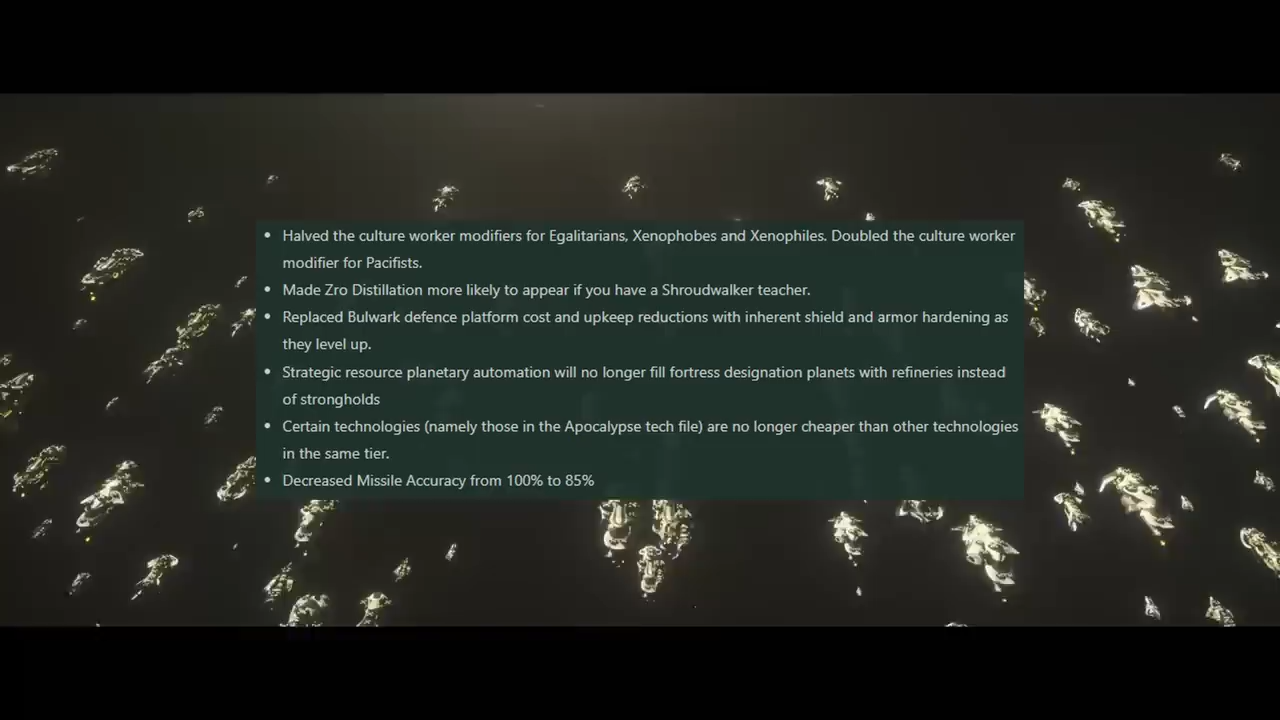 • Halved the culture worker modifiers for Egalitarians, Xenophobes and Xenophiles. Doubled the culture worker
modifier for Pacifists.
• Made Zro Distillation more likely to appear if you have a Shroudwalker teacher.
• Replaced Bulwark defence platform cost and upkeep reductions with inherent shield and armor hardening as
they level up.
• Strategic resource planetary automation will no longer fill fortress designation planets with refineries instead
of strongholds
• Certain technologies (namely those in the Apocalypse tech file) are no longer cheaper than other technologies
in the same tier.
• Decreased Missile Accuracy from 100% to 85%